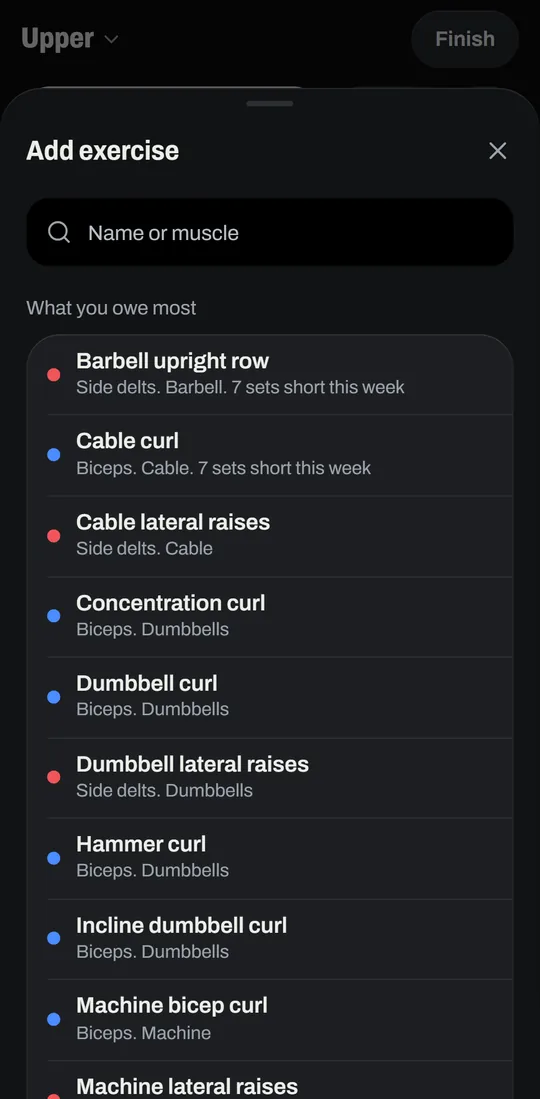 Upper
Finish
Add exercise
Name or muscle
What you owe most
Barbell upright row
Side delts. Barbell. 7 sets short this week
Cable curl
Biceps. Cable. 7 sets short this week
Cable lateral raises
Side delts. Cable
Concentration curl
Biceps. Dumbbells
Dumbbell curl
Biceps. Dumbbells
Dumbbell lateral raises
Side delts. Dumbbells
Hammer curl
Biceps. Dumbbells
Incline dumbbell curl
Biceps. Dumbbells
Machine bicep curl
Biceps. Machine
Machine lateral raises